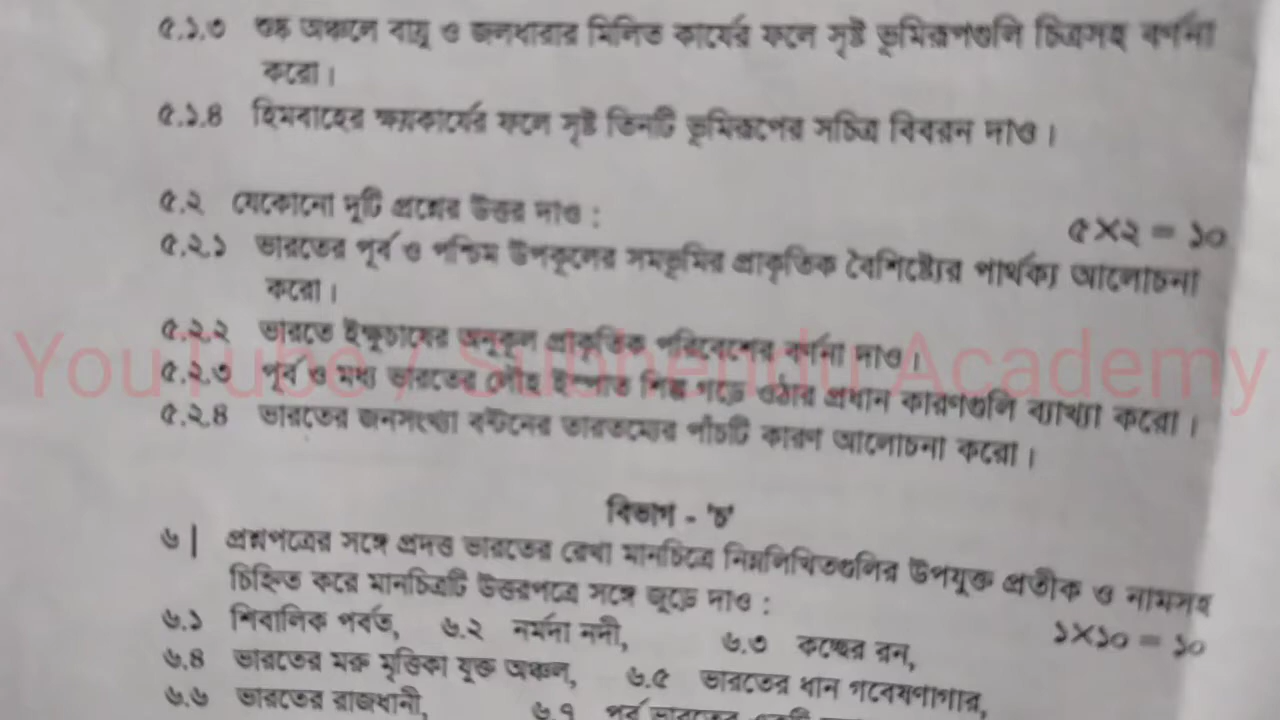 ৫.১.৩ শুষ্ক অঞ্চলে বায়ু ও জলধারার মিলিত কার্যের ফলে সৃষ্ট ভূমিরূপগুলি চিত্রসহ বর্ণনা
করো।
৫.১.৪ হিমবাহের ক্ষয়কার্যের ফলে সৃষ্ট তিনটি ভূমিরূপের সচিত্র বিবরন দাও।
৫.২ যেকোনো দুটি প্রশ্নের উত্তর দাও :
৫×২ = ১০
৫.২.১ ভারতের পূর্ব ও পশ্চিম উপকূলের সমভূমির প্রাকৃতিক বৈশিষ্ট্যের পার্থক্য আলোচনা
করো।
৫.২.২ ভারতে ইক্ষুচাষের অনুকূল প্রাকৃতিক পরিবেশের বর্ণনা দাও।
YouTube / Subhendu Academy
৫.২.৩ পূর্ব ও মধ্য ভারতের লৌহ ইস্পাত শিল্প গড়ে ওঠার প্রধান কারণগুলি ব্যাখ্যা করো।
৫.২.৪ ভারতের জনসংখ্যা বন্টনের তারতম্যের পাঁচটি কারণ আলোচনা করো।
বিভাগ - 'চ'
৬| প্রশ্নপত্রের সঙ্গে প্রদত্ত ভারতের রেখা মানচিত্রে নিম্নলিখিতগুলির উপযুক্ত প্রতীক ও নামসহ
চিহ্নিত করে মানচিত্রটি উত্তরপত্রে সঙ্গে জুড়ে দাও :
১×১০ = ১০
৬.১ শিবালিক পর্বত, ৬.২ নর্মদা নদী, ৬.৩ কচ্ছের রন,
৬.৪ ভারতের মরু মৃত্তিকা যুক্ত অঞ্চল, ৬.৫ ভারতের ধান গবেষণাগার,
৬.৬ ভারতের রাজধানী, ৬.৭ পূর্ব ভারতের একটি